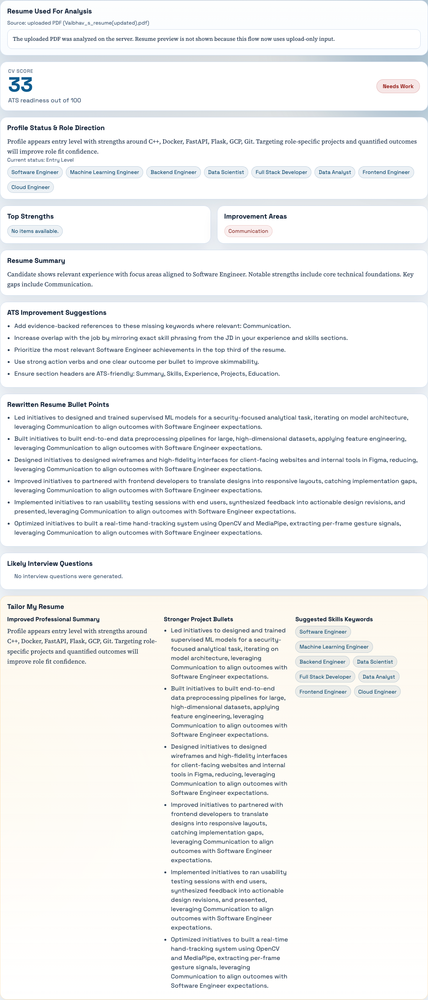 Resume Used For Analysis
Source: uploaded PDF (Vaibhav_s_resume(updated).pdf)
The uploaded PDF was analyzed on the server. Resume preview is not shown because this flow now uses upload-only input.
CV SCORE
33
ATS readiness out of 100
Needs Work
Profile Status & Role Direction
Profile appears entry level with strengths around C++, Docker, FastAPI, Flask, GCP, Git. Targeting role-specific projects and quantified outcomes
will improve role fit confidence.
Current status: Entry Level
Software Engineer Machine Learning Engineer Backend Engineer Data Scientist Full Stack Developer Data Analyst Frontend Engineer
Cloud Engineer
Top Strengths
No items available.
Improvement Areas
Communication
Resume Summary
Candidate shows relevant experience with focus areas aligned to Software Engineer. Notable strengths include core technical foundations. Key
gaps include Communication.
ATS Improvement Suggestions
• Add evidence-backed references to these missing keywords where relevant: Communication.
• Increase overlap with the job by mirroring exact skill phrasing from the JD in your experience and skills sections.
• Prioritize the most relevant Software Engineer achievements in the top third of the resume.
• Use strong action verbs and one clear outcome per bullet to improve skimmability.
• Ensure section headers are ATS-friendly: Summary, Skills, Experience, Projects, Education.
Rewritten Resume Bullet Points
• Led initiatives to designed and trained supervised ML models for a security-focused analytical task, iterating on model architecture,
leveraging Communication to align outcomes with Software Engineer expectations.
• Built initiatives to built end-to-end data preprocessing pipelines for large, high-dimensional datasets, applying feature engineering,
leveraging Communication to align outcomes with Software Engineer expectations.
• Designed initiatives to designed wireframes and high-fidelity interfaces for client-facing websites and internal tools in Figma, reducing,
leveraging Communication to align outcomes with Software Engineer expectations.
• Improved initiatives to partnered with frontend developers to translate designs into responsive layouts, catching implementation gaps,
leveraging Communication to align outcomes with Software Engineer expectations.
• Implemented initiatives to ran usability testing sessions with end users, synthesized feedback into actionable design revisions, and
presented, leveraging Communication to align outcomes with Software Engineer expectations.
• Optimized initiatives to built a real-time hand-tracking system using OpenCV and MediaPipe, extracting per-frame gesture signals,
leveraging Communication to align outcomes with Software Engineer expectations.
Likely Interview Questions
No interview questions were generated.
Tailor My Resume
Improved Professional Summary
Profile appears entry level with strengths around
C++, Docker, FastAPI, Flask, GCP, Git. Targeting role-
specific projects and quantified outcomes will
improve role fit confidence.
Stronger Project Bullets
• Led initiatives to designed and trained
supervised ML models for a security-
focused analytical task, iterating on
model architecture, leveraging
Communication to align outcomes with
Software Engineer expectations.
• Built initiatives to built end-to-end
data preprocessing pipelines for large,
high-dimensional datasets, applying
feature engineering, leveraging
Communication to align outcomes with
Software Engineer expectations.
• Designed initiatives to designed
wireframes and high-fidelity interfaces
for client-facing websites and internal
tools in Figma, reducing, leveraging
Communication to align outcomes with
Software Engineer expectations.
• Improved initiatives to partnered with
frontend developers to translate
designs into responsive layouts,
catching implementation gaps,
leveraging Communication to align
outcomes with Software Engineer
expectations.
• Implemented initiatives to ran usability
testing sessions with end users,
synthesized feedback into actionable
design revisions, and presented,
leveraging Communication to align
outcomes with Software Engineer
expectations.
• Optimized initiatives to built a real-time
hand-tracking system using OpenCV
and MediaPipe, extracting per-frame
gesture signals, leveraging
Communication to align outcomes with
Software Engineer expectations.
Suggested Skills Keywords
Software Engineer
Machine Learning Engineer
Backend Engineer Data Scientist
Full Stack Developer Data Analyst
Frontend Engineer Cloud Engineer